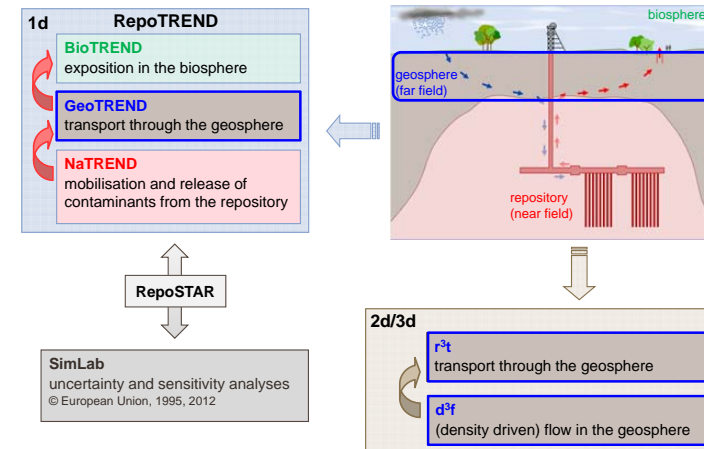 1d
RepoTREND
BioTREND
exposition in the biosphere
GeoTREND
transport through the geosphere
NaTREND
mobilisation and release of
contaminants from the repository
RepoSTAR
SimLab
uncertainty and sensitivity analyses
© European Union, 1995, 2012
biosphere
geosphere
(far field)
repository
(near field)
2d/3d
r³t
transport through the geosphere
d³f
(density driven) flow in the geosphere